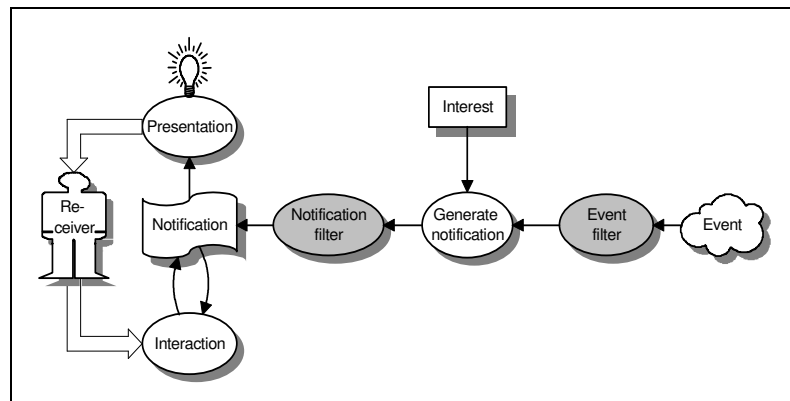 Presentation
Interest
Re-
ceiver
Notification
Notification
filter
Generate
notification
Event
filter
Event
Interaction